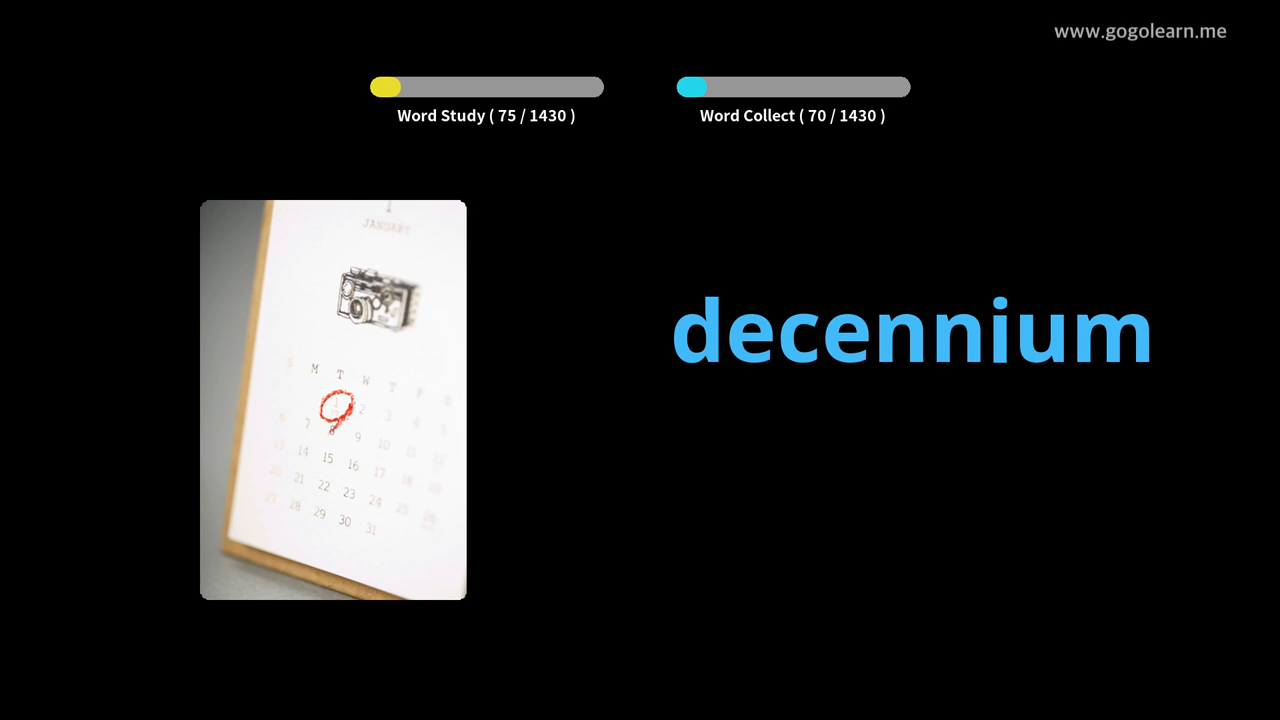 www.gogolearn.me
Word Study ( 75 / 1430 )
Word Collect ( 70 / 1430 )
JANUARY
decennium
S M T W T F S
1 2 3 4 5
6 7 8 9 10 11
13 14 15 16 17 18
20 21 22 23 24 25 26
27 28 29 30 31